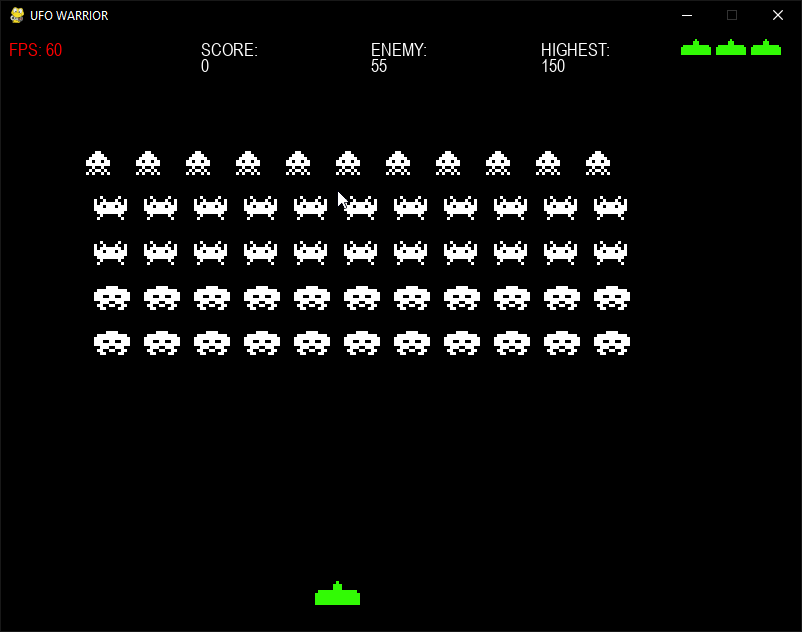 UFO WARRIOR
FPS: 60
SCORE:
0
ENEMY:
55
HIGHEST:
150